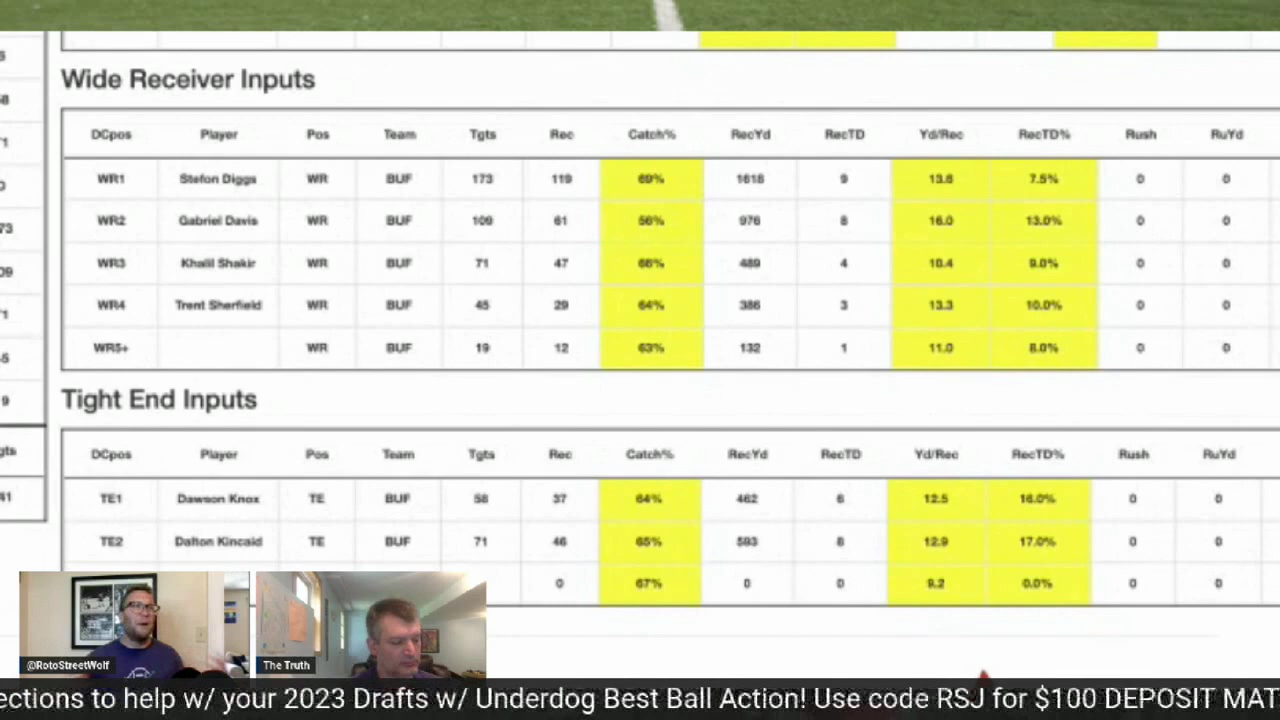 Wide Receiver Inputs
DCpos Player Pos Team Tgts Rec Catch% RecYd RecTD Yd/Rec RecTD% Rush RuYd
WR1 Stefon Diggs WR BUF 173 119 69% 1618 9 13.6 7.5% 0 0
WR2 Gabriel Davis WR BUF 109 61 56% 976 8 16.0 13.0% 0 0
WR3 Khalil Shakir WR BUF 71 47 66% 489 4 10.4 9.0% 0 0
WR4 Trent Sherfield WR BUF 45 29 64% 386 3 13.3 10.0% 0 0
WR5+ WR BUF 19 12 63% 132 1 11.0 8.0% 0 0
Tight End Inputs
DCpos Player Pos Team Tgts Rec Catch% RecYd RecTD Yd/Rec RecTD% Rush RuYd
TE1 Dawson Knox TE BUF 58 37 64% 462 6 12.5 16.0% 0 0
TE2 Dalton Kincaid TE BUF 71 46 65% 593 8 12.9 17.0% 0 0
0 67% 0 0 9.2 0.0% 0 0
@RotoStreetWolf The Truth
ections to help w/ your 2023 Drafts w/ Underdog Best Ball Action! Use code RSJ for $100 DEPOSIT MAT